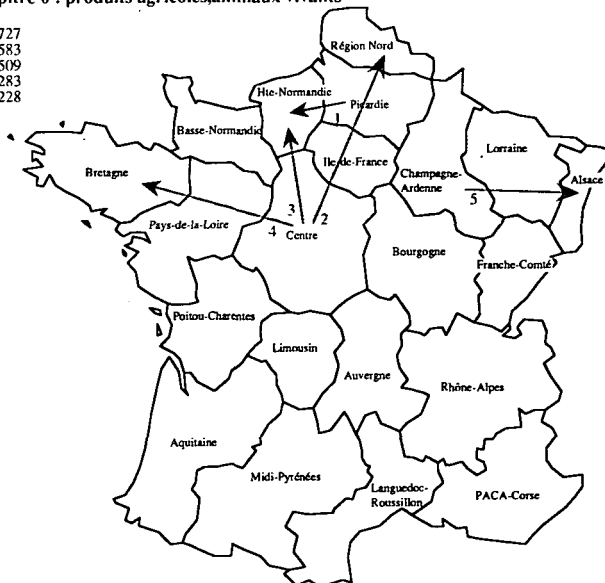 produits agricoles,animaux vivants
727
583
509
283
228
Région Nord
Hte-Normandie
Picardie
1
Basse-Normandie
Ile-de-France
Lorraine
Bretagne
Champagne-
Ardenne
Alsace
5
3
2
4
Pays-de-la-Loire
Centre
Bourgogne
Franche-Comté
Poitou-Charentes
Limousin
Auvergne
Rhône-Alpes
Aquitaine
Midi-Pyrénées
Languedoc-
Roussillon
PACA-Corse